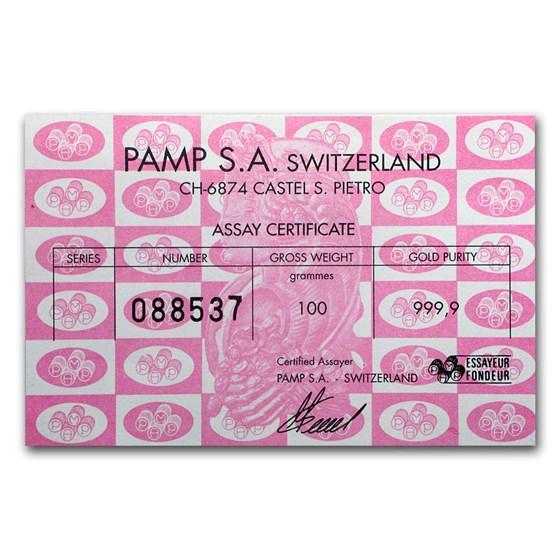 PAMP S.A. SWITZERLAND
CH-6874 CASTEL S. PIETRO
ASSAY CERTIFICATE
SERIES NUMBER GROSS WEIGHT GOLD PURITY
grammes
088537 100 999,9
Certified Assayer
PAMP S.A. - SWITZERLAND
ESSAYEUR
FONDEUR